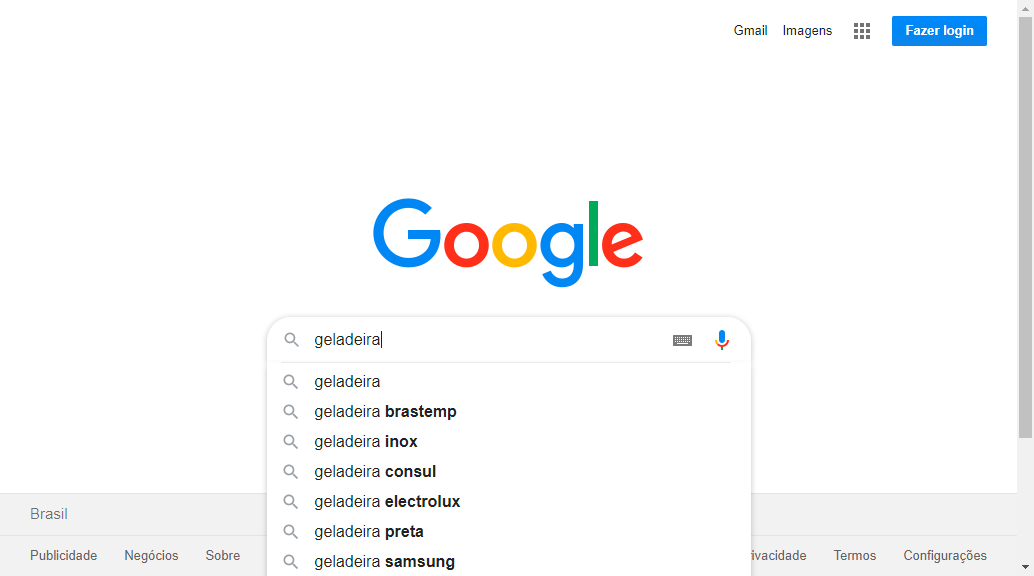 Gmail Imagens Fazer login
Google
geladeira
geladeira
geladeira brastemp
geladeira inox
geladeira consul
geladeira electrolux
geladeira preta
geladeira samsung
Brasil
Publicidade Negócios Sobre Termos Configurações